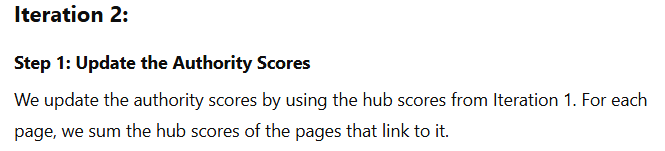 Iteration 2:
Step 1: Update the Authority Scores
We update the authority scores by using the hub scores from Iteration 1. For each
page, we sum the hub scores of the pages that link to it.